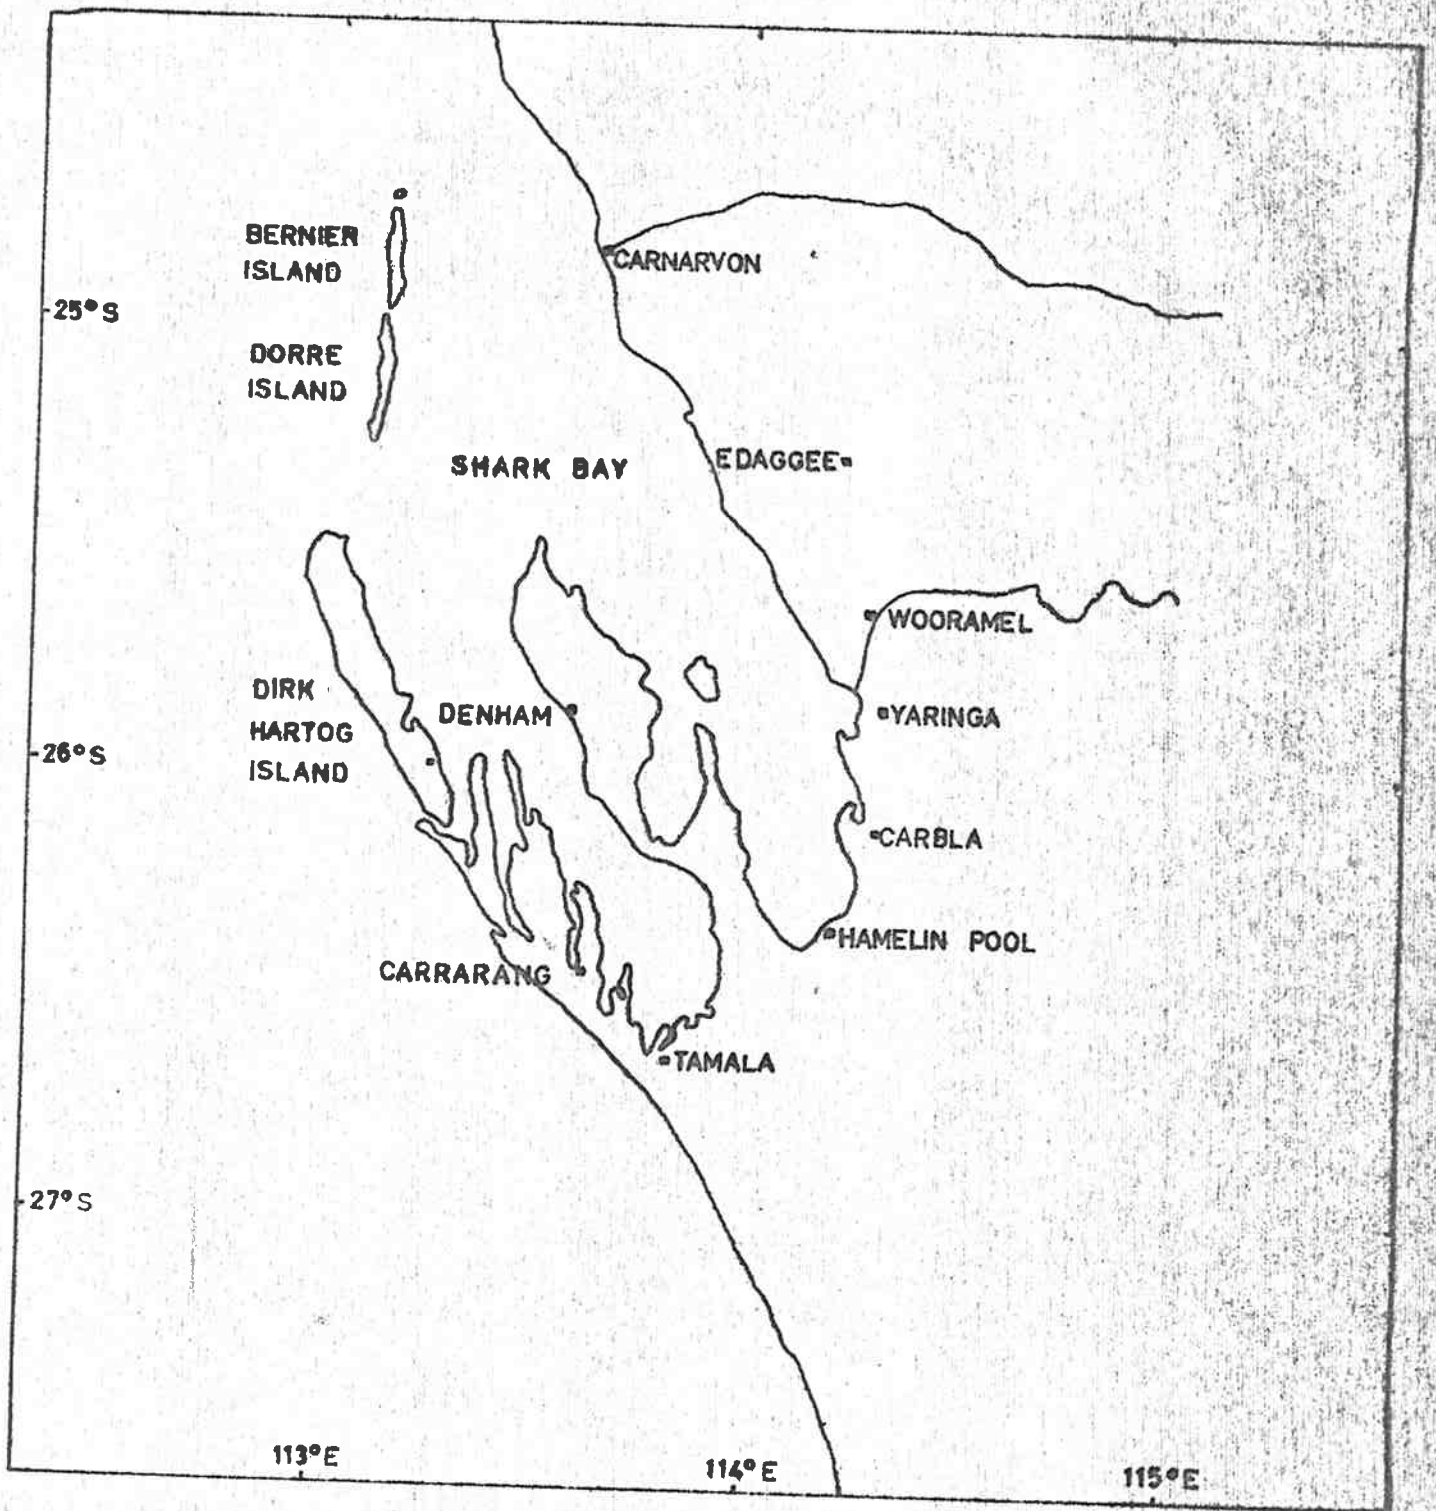 BERNIER
ISLAND
CARNARVON
25°S
DORRE
ISLAND
SHARK BAY
EDAGGEE
WOORAMEL
DIRK
HARTOG
ISLAND
DENHAM
YARINGA
26°S
CARBLA
HAMELIN POOL
CARRARANG
TAMALA
27°S
113°E
114°E
115°E